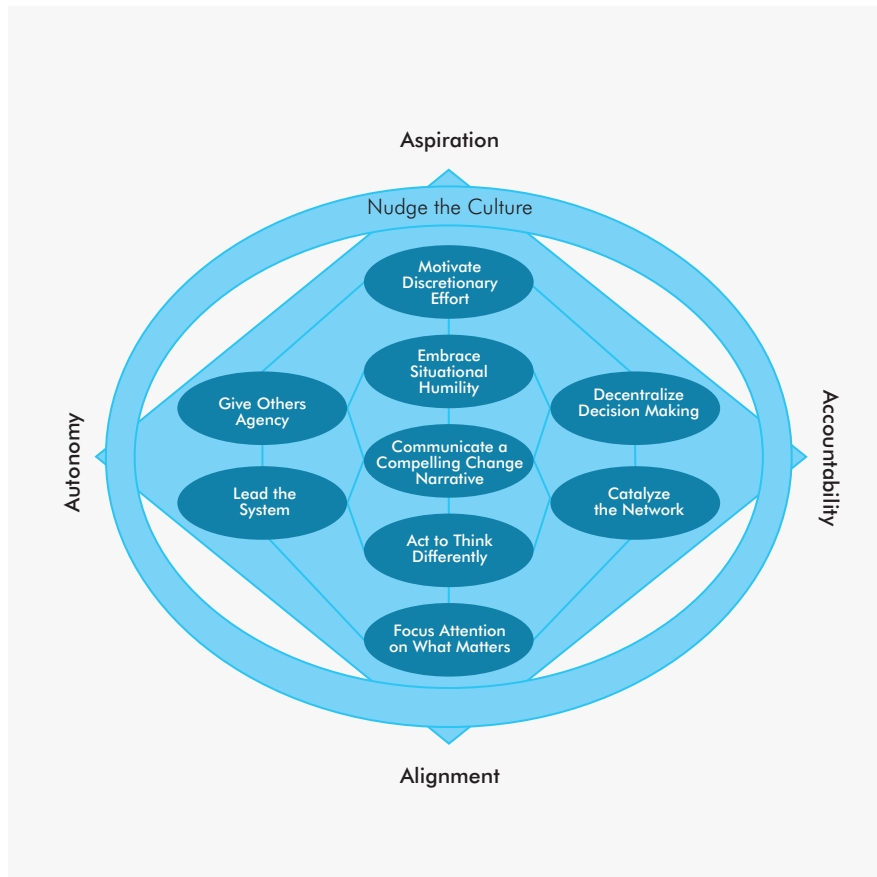 Aspiration
Nudge the Culture
Motivate
Discretionary
Effort
Embrace
Situational
Humility
Give Others
Agency
Decentralize
Decision Making
Autonomy
Accountability
Communicate a
Compelling Change
Narrative
Lead the
System
Catalyze
the Network
Act to Think
Differently
Focus Attention
on What Matters
Alignment